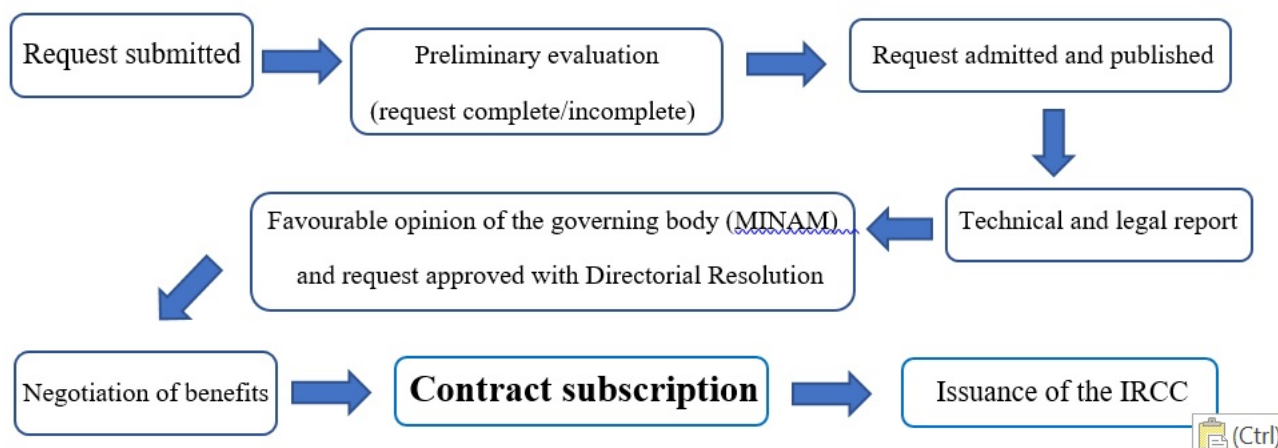 Request submitted
Preliminary evaluation
(request complete/incomplete)
Request admitted and published
Technical and legal report
Favourable opinion of the governing body (MINAM)
and request approved with Directorial Resolution
Negotiation of benefits
Contract subscription
Issuance of the IRCC
(Ctrl)